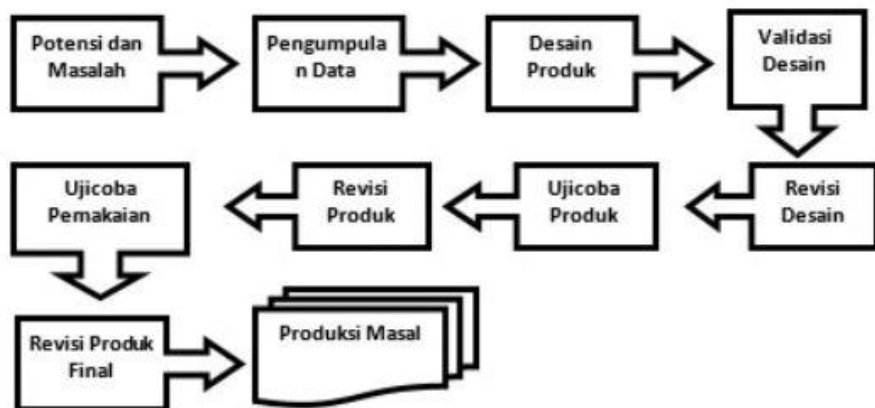 Potensi dan
Masalah
Pengumpula
n Data
Desain
Produk
Validasi
Desain
Revisi
Desain
Ujicoba
Produk
Revisi
Produk
Ujicoba
Pemakaian
Revisi Produk
Final
Produksi Masal